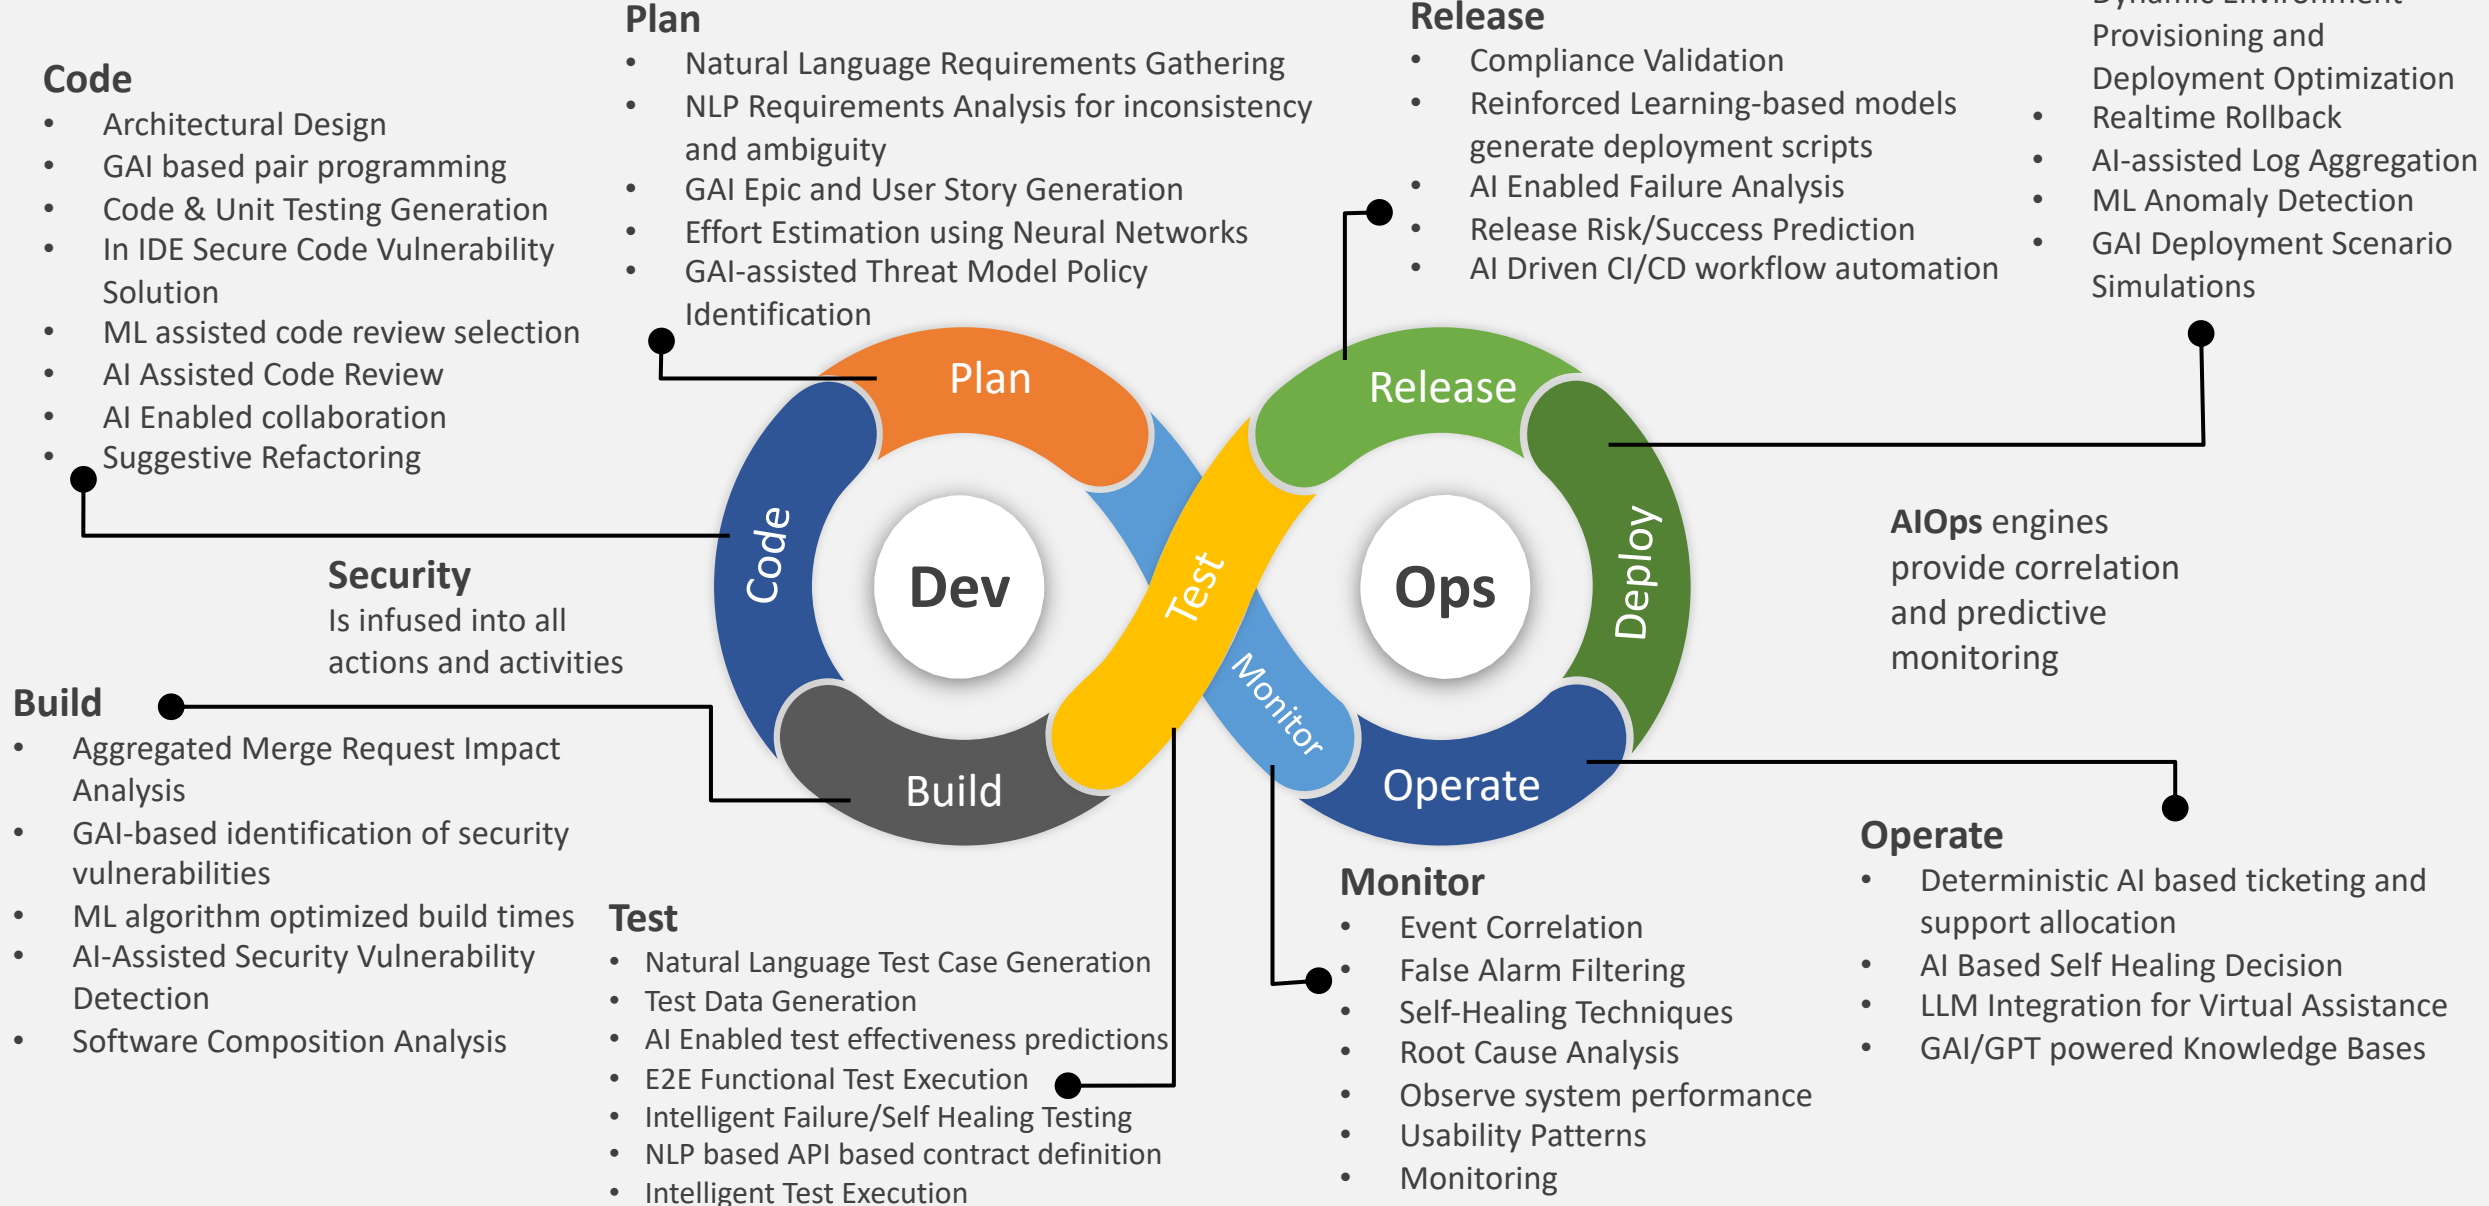 Plan
• Natural Language Requirements Gathering
• NLP Requirements Analysis for inconsistency
and ambiguity
• GAI Epic and User Story Generation
• Effort Estimation using Neural Networks
• GAI-assisted Threat Model Policy
Identification
Release
• Compliance Validation
• Reinforced Learning-based models
generate deployment scripts
• AI Enabled Failure Analysis
• Release Risk/Success Prediction
• AI Driven CI/CD workflow automation
Dynamic Environment
Provisioning and
Deployment Optimization
• Realtime Rollback
• AI-assisted Log Aggregation
• ML Anomaly Detection
• GAI Deployment Scenario
Simulations
Code
• Architectural Design
• GAI based pair programming
• Code & Unit Testing Generation
• In IDE Secure Code Vulnerability
Solution
• ML assisted code review selection
• AI Assisted Code Review
• AI Enabled collaboration
• Suggestive Refactoring
Plan
Release
Code
Dev
Test
Ops
Deploy
Monitor
Build
Operate
Security
Is infused into all
actions and activities
AIOps engines
provide correlation
and predictive
monitoring
Build
• Aggregated Merge Request Impact
Analysis
• GAI-based identification of security
vulnerabilities
• ML algorithm optimized build times
• AI-Assisted Security Vulnerability
Detection
• Software Composition Analysis
Test
• Natural Language Test Case Generation
• Test Data Generation
• AI Enabled test effectiveness predictions
• E2E Functional Test Execution
• Intelligent Failure/Self Healing Testing
• NLP based API based contract definition
• Intelligent Test Execution
Monitor
• Event Correlation
• False Alarm Filtering
• Self-Healing Techniques
• Root Cause Analysis
• Observe system performance
• Usability Patterns
• Monitoring
Operate
• Deterministic AI based ticketing and
support allocation
• AI Based Self Healing Decision
• LLM Integration for Virtual Assistance
• GAI/GPT powered Knowledge Bases